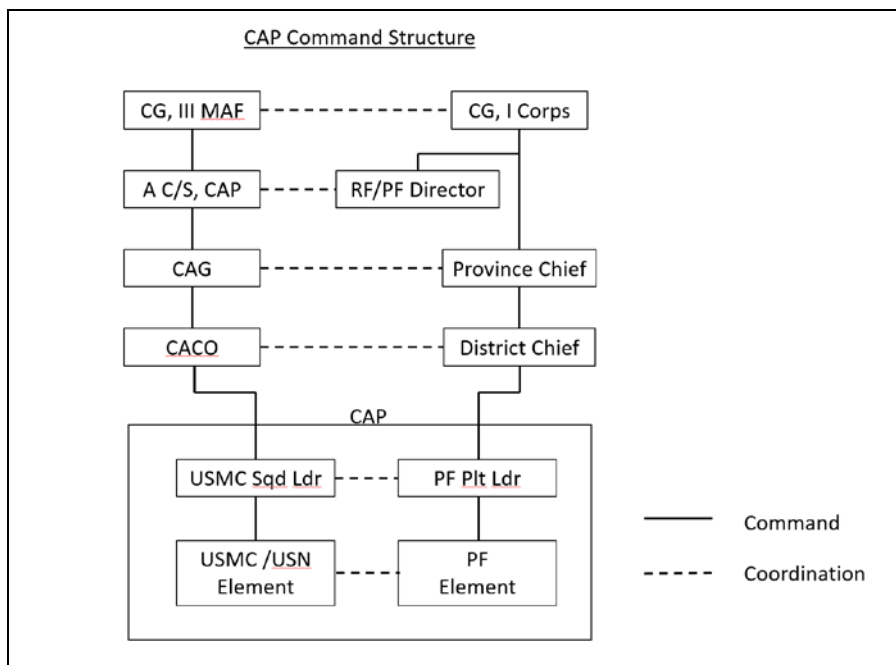 CAP Command Structure
CG, III MAF
CG, I Corps
A C/S, CAP
RF/PF Director
CAG
Province Chief
CACO
District Chief
CAP
USMC Sqd Ldr
PF Plt Ldr
USMC /USN
Element
PF
Element
Command
Coordination